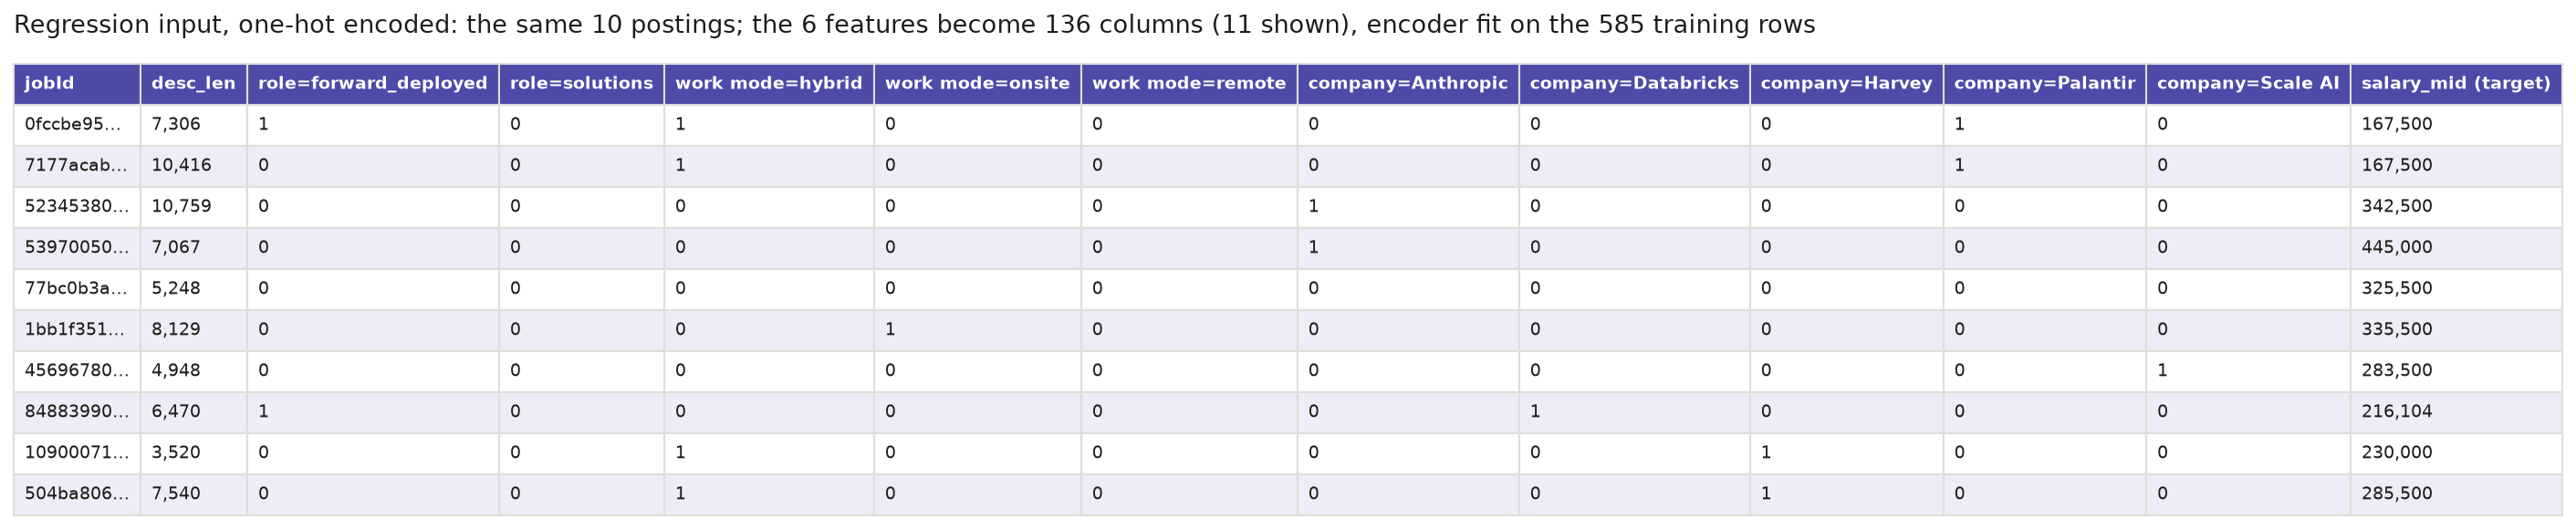 Regression input, one-hot encoded: the same 10 postings; the 6 features become 136 columns (11 shown), encoder fit on the 585 training rows
jobId desc_len role=forward_deployed role=solutions work mode=hybrid work mode=onsite work mode=remote company=Anthropic company=Databricks company=Harvey company=Palantir company=Scale AI salary_mid (target)
0fccbe95... 7,306 1 0 1 0 0 0 0 0 1 0 167,500
7177acab... 10,416 0 0 1 0 0 0 0 0 1 0 167,500
52345380... 10,759 0 0 0 0 0 1 0 0 0 0 342,500
53970050... 7,067 0 0 0 0 0 1 0 0 0 0 445,000
77bc0b3a... 5,248 0 0 0 0 0 0 0 0 0 0 325,500
1bb1f351... 8,129 0 0 0 1 0 0 0 0 0 0 335,500
45696780... 4,948 0 0 0 0 0 0 0 0 0 1 283,500
84883990... 6,470 1 0 0 0 0 0 1 0 0 0 216,104
10900071... 3,520 0 0 1 0 0 0 0 1 0 0 230,000
504ba806... 7,540 0 0 1 0 0 0 0 1 0 0 285,500